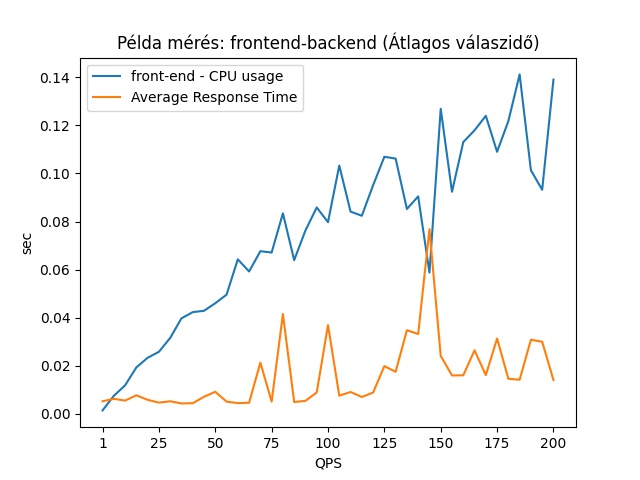 Példa mérés: frontend-backend (Átlagos válaszidő)
front-end - CPU usage
Average Response Time
0.14
0.12
0.10
0.08
0.06
0.04
0.02
0.00
sec
1 25 50 75 100 125 150 175 200
QPS